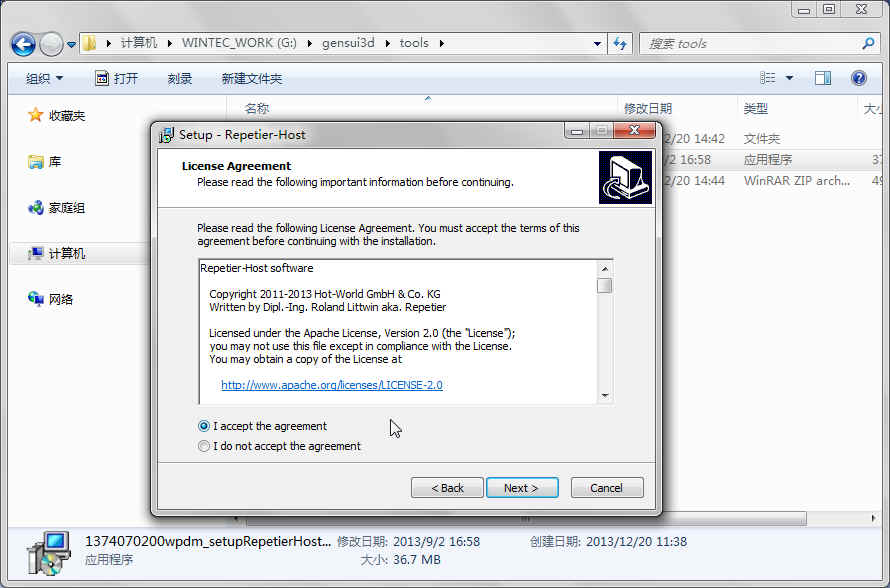 计算机 WINTEC_WORK (G:) gensui3d tools 搜索 tools
组织 打开 刻录 新建文件夹
名称 修改日期 类型
收藏夹
库
家庭组
计算机
网络
2/20 14:42 文件夹
/2 16:58 应用程序 37
2/20 14:44 WinRAR ZIP arch... 49
Setup - Repetier-Host
License Agreement
Please read the following important information before continuing.
Please read the following License Agreement. You must accept the terms of this
agreement before continuing with the installation.
Repetier-Host software
Copyright 2011-2013 Hot-World GmbH & Co. KG
Written by Dipl.-Ing. Roland Littwin aka. Repetier
Licensed under the Apache License, Version 2.0 (the "License");
you may not use this file except in compliance with the License.
You may obtain a copy of the License at
http://www.apache.org/licenses/LICENSE-2.0
I accept the agreement
I do not accept the agreement
< Back Next > Cancel
1374070200wpdm_setupRepetierHost... 修改日期: 2013/9/2 16:58 创建日期: 2013/12/20 11:38
应用程序 大小: 36.7 MB